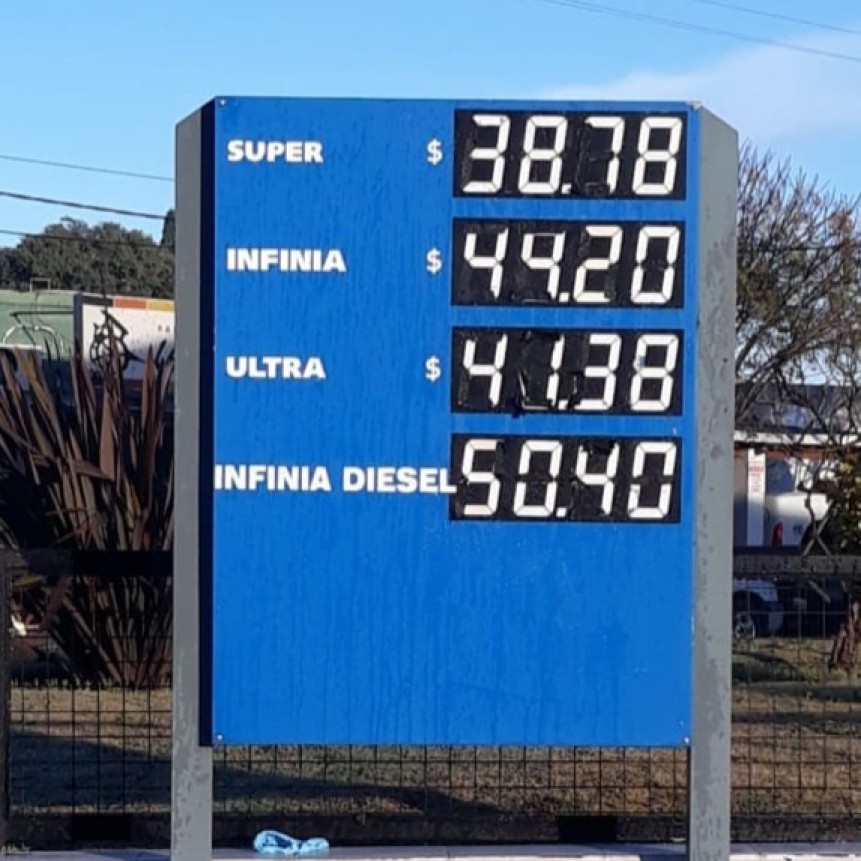 SUPER $ 38.78
INFINIA $ 44.20
ULTRA $ 41.38
INFINIA DIESEL 50.40